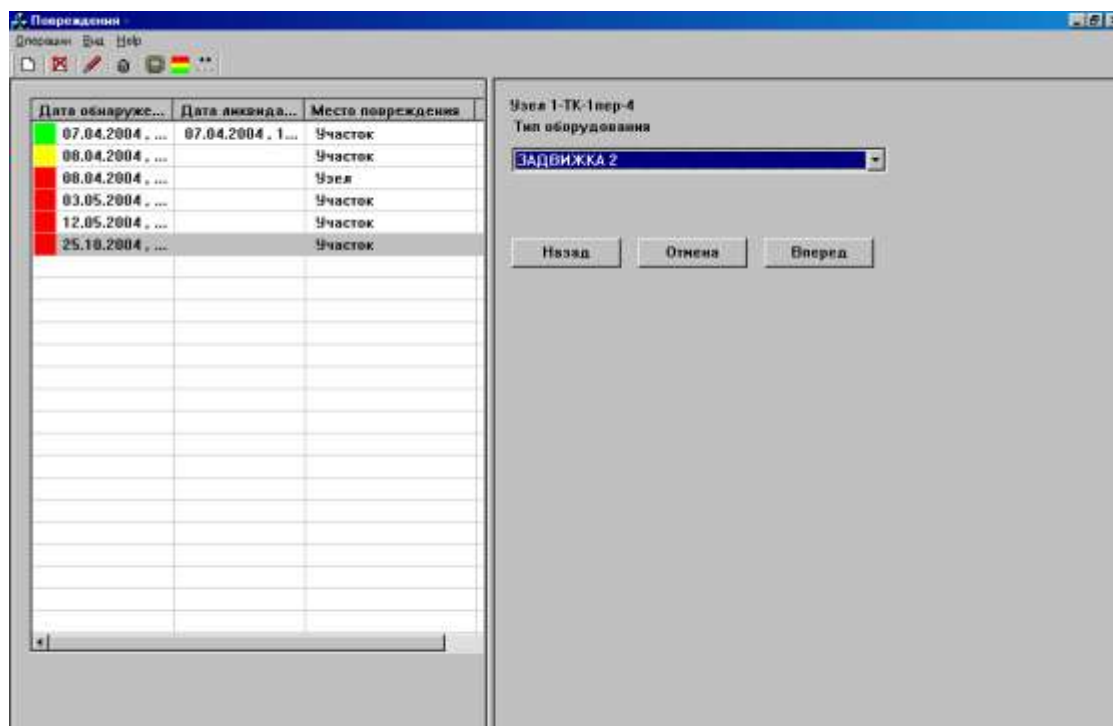 Повреждения -
Операции Вид Help
Дата обнаруже... Дата ликвида... Место повреждения
07.04.2004 , ... 07.04.2004 , 1... Участок
08.04.2004 , ... Участок
08.04.2004 , ... Узел
03.05.2004 , ... Участок
12.05.2004 , ... Участок
25.10.2004 , ... Участок
Узел 1-ТК-1пер-4
Тип оборудования
ЗАДВИЖКА 2
Назад Отмена Вперед